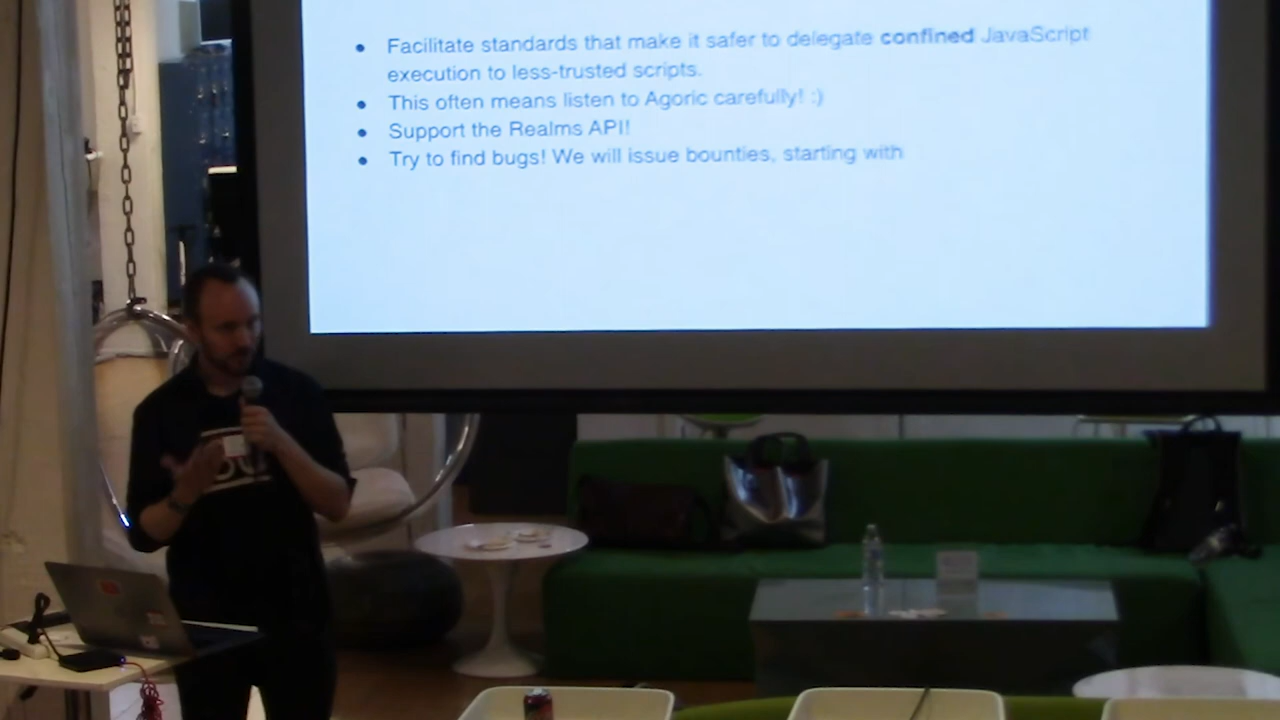 • Facilitate standards that make it safer to delegate confined JavaScript
execution to less-trusted scripts.
• This often means listen to Agoric carefully! :)
• Support the Realms API!
• Try to find bugs! We will issue bounties, starting with